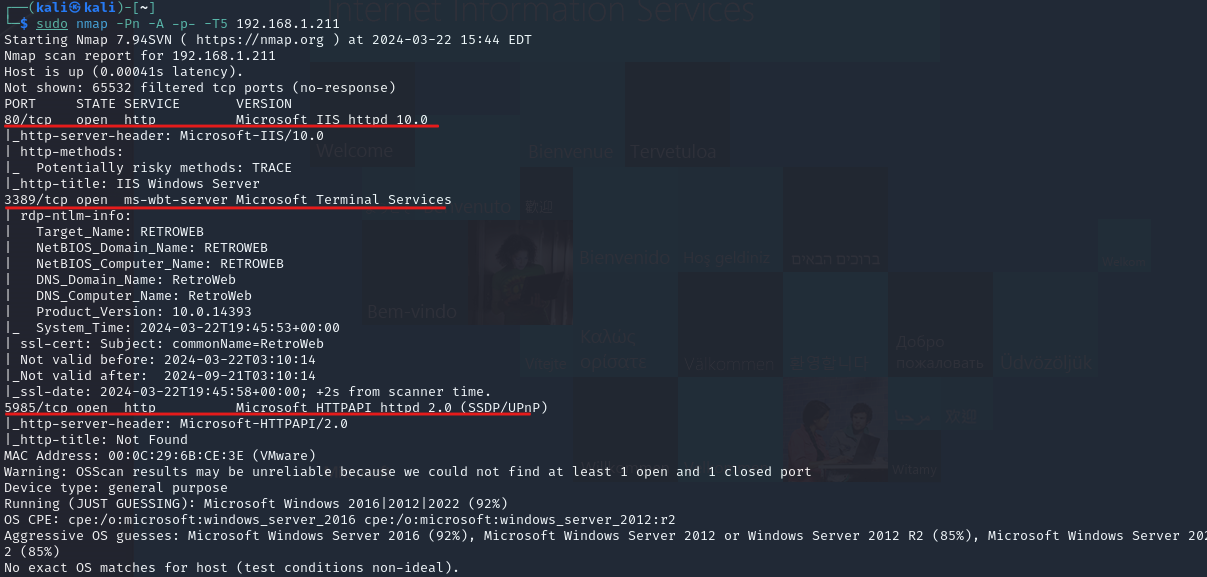 Internet Information Services
┌──(kali㉿kali)-[~]
└─$ sudo nmap -Pn -A -p- -T5 192.168.1.211
Starting Nmap 7.94SVN ( https://nmap.org ) at 2024-03-22 15:44 EDT
Nmap scan report for 192.168.1.211
Host is up (0.00041s latency).
Not shown: 65532 filtered tcp ports (no-response)
PORT     STATE SERVICE       VERSION
80/tcp   open  http          Microsoft IIS httpd 10.0
|_http-server-header: Microsoft-IIS/10.0
| http-methods:
|_  Potentially risky methods: TRACE
|_http-title: IIS Windows Server
3389/tcp open  ms-wbt-server Microsoft Terminal Services
| rdp-ntlm-info:
|   Target_Name: RETROWEB
|   NetBIOS_Domain_Name: RETROWEB
|   NetBIOS_Computer_Name: RETROWEB
|   DNS_Domain_Name: RetroWeb
|   DNS_Computer_Name: RetroWeb
|   Product_Version: 10.0.14393
|_  System_Time: 2024-03-22T19:45:53+00:00
| ssl-cert: Subject: commonName=RetroWeb
| Not valid before: 2024-03-22T03:10:14
|_Not valid after:  2024-09-21T03:10:14
|_ssl-date: 2024-03-22T19:45:58+00:00; +2s from scanner time.
5985/tcp open  http          Microsoft HTTPAPI httpd 2.0 (SSDP/UPnP)
|_http-server-header: Microsoft-HTTPAPI/2.0
|_http-title: Not Found
MAC Address: 00:0C:29:6B:CE:3E (VMware)
Warning: OSScan results may be unreliable because we could not find at least 1 open and 1 closed port
Device type: general purpose
Running (JUST GUESSING): Microsoft Windows 2016|2012|2022 (92%)
OS CPE: cpe:/o:microsoft:windows_server_2016 cpe:/o:microsoft:windows_server_2012:r2
Aggressive OS guesses: Microsoft Windows Server 2016 (92%), Microsoft Windows Server 2012 or Windows Server 2012 R2 (85%), Microsoft Windows Server 202
2 (85%)
No exact OS matches for host (test conditions non-ideal).
Welcome
Bienvenue
Tervetuloa
Bienvenido
Hoş geldiniz
ברוכים הבאים
Bem-vindo
Vítejte
Καλώς
ορίσατε
Välkommen
Добро
пожаловать
Üdvözöljük
Witamy